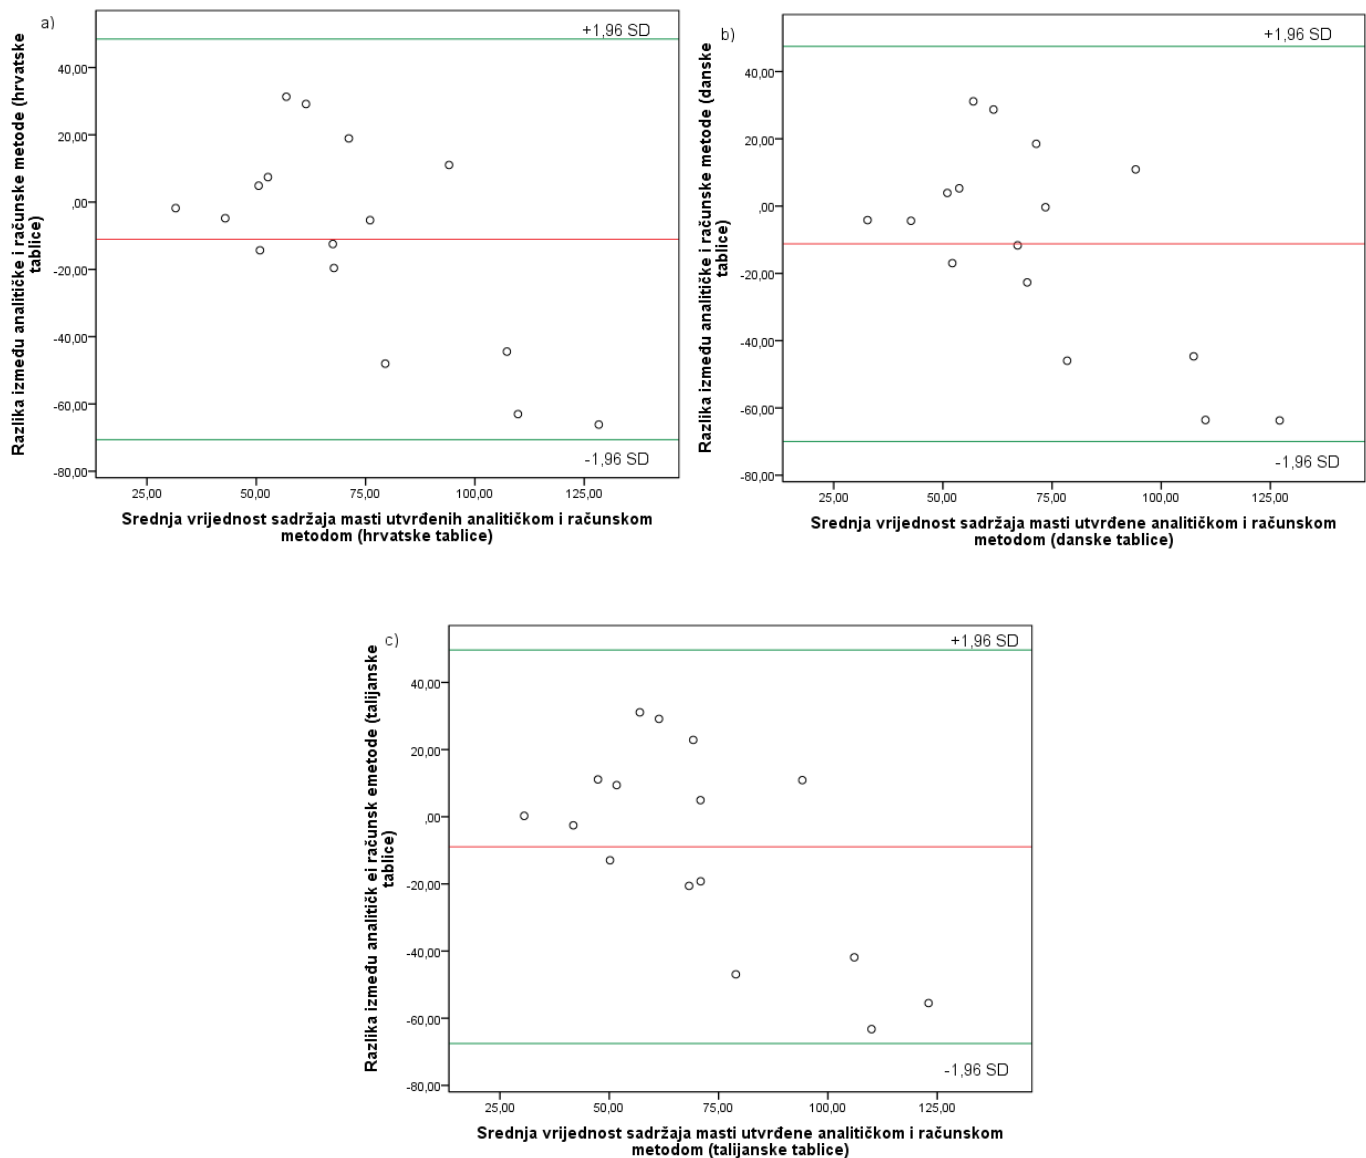 a)
+1,96 SD
Razlika između analitičke i računske metode (hrvatske
tablice)
40,00
20,00
,00
-20,00
-40,00
-60,00
-80,00
-1,96 SD
25,00 50,00 75,00 100,00 125,00
Srednja vrijednost sadržaja masti utvrđenih analitičkom i računskom
metodom (hrvatske tablice)
b)
+1,96 SD
Razlika između analitičke i računske metode (danske
tablice)
40,00
20,00
,00
-20,00
-40,00
-60,00
-80,00
-1,96 SD
25,00 50,00 75,00 100,00 125,00
Srednja vrijednost sadržaja masti utvrđene analitičkom i računskom
metodom (danske tablice)
c)
+1,96 SD
Razlika između analitičk ei računsk emetode (talijanske
tablice)
40,00
20,00
,00
-20,00
-40,00
-60,00
-80,00
-1,96 SD
25,00 50,00 75,00 100,00 125,00
Srednja vrijednost sadržaja masti utvrđene analitičkom i računskom
metodom (talijanske tablice)